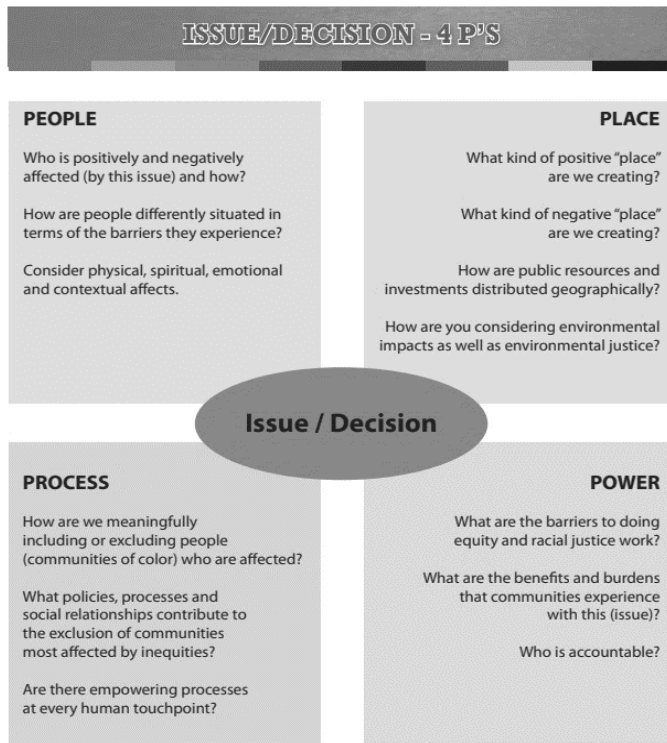 ISSUE/DECISION - 4 P'S
PEOPLE
Who is positively and negatively
affected (by this issue) and how?
How are people differently situated in
terms of the barriers they experience?
Consider physical, spiritual, emotional
and contextual affects.
PLACE
What kind of positive “place”
are we creating?
What kind of negative “place”
are we creating?
How are public resources and
investments distributed geographically?
How are you considering environmental
impacts as well as environmental justice?
Issue / Decision
PROCESS
How are we meaningfully
including or excluding people
(communities of color) who are affected?
What policies, processes and
social relationships contribute to
the exclusion of communities
most affected by inequities?
Are there empowering processes
at every human touchpoint?
POWER
What are the barriers to doing
equity and racial justice work?
What are the benefits and burdens
that communities experience
with this (issue)?
Who is accountable?